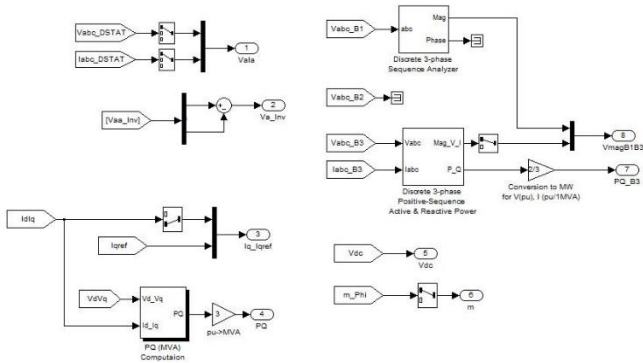 Vabc_DSTAT
Iabc_DSTAT
1
VaIa
[Vaa_Inv]
+
-
2
Va_Inv
IdIq
Iqref
3
Iq_Iqref
VdVq
Vd_Vq
Id_Iq
PQ
PQ (MVA)
Computaion
3
pu->MVA
4
PQ
Vabc_B1
abc
Mag
Phase
Discrete 3-phase
Sequence Analyzer
Vabc_B2
Vabc_B3
Iabc_B3
Vabc
Iabc
Mag_V_I
P_Q
Discrete 3-phase
Positive-Sequence
Active & Reactive Power
2/3
Conversion to MW
for V(pu), I (pu/1MVA)
8
VmagB1B3
7
PQ_B3
Vdc
5
Vdc
m_Phi
6
m